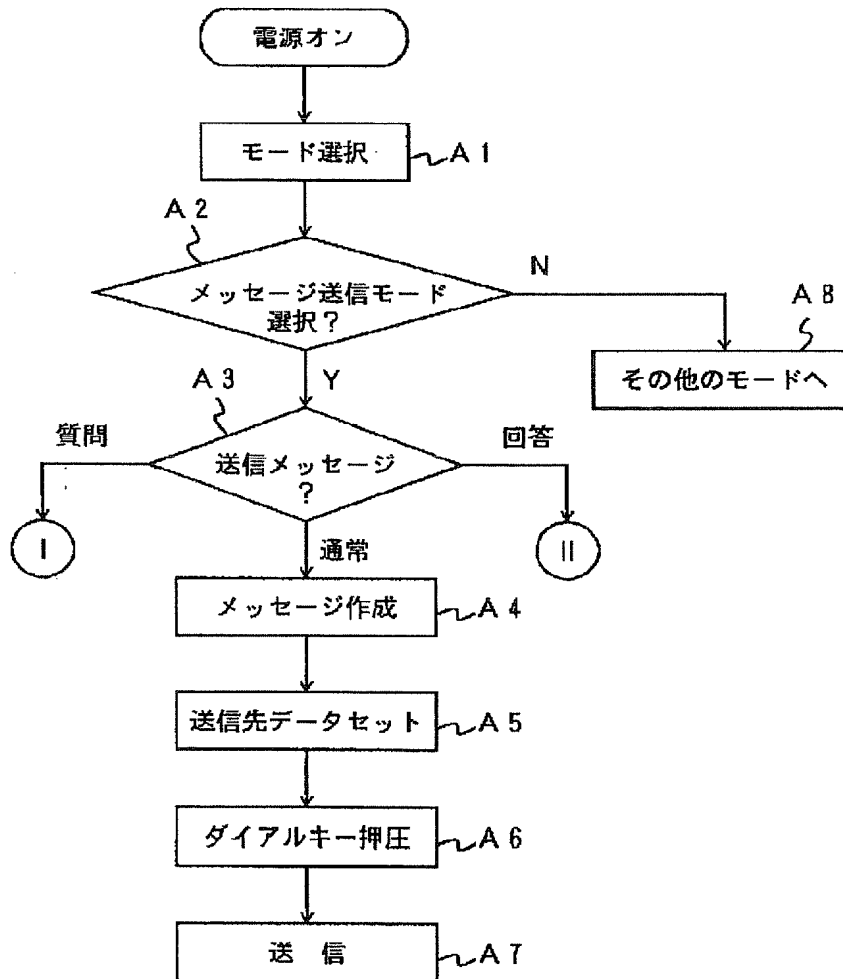 電源オン
モード選択
A1
A2
メッセージ送信モード
選択?
N
A8
その他のモードへ
Y
A3
質問
送信メッセージ
?
回答
I
II
通常
メッセージ作成
A4
送信先データセット
A5
ダイアルキー押圧
A6
送 信
A7